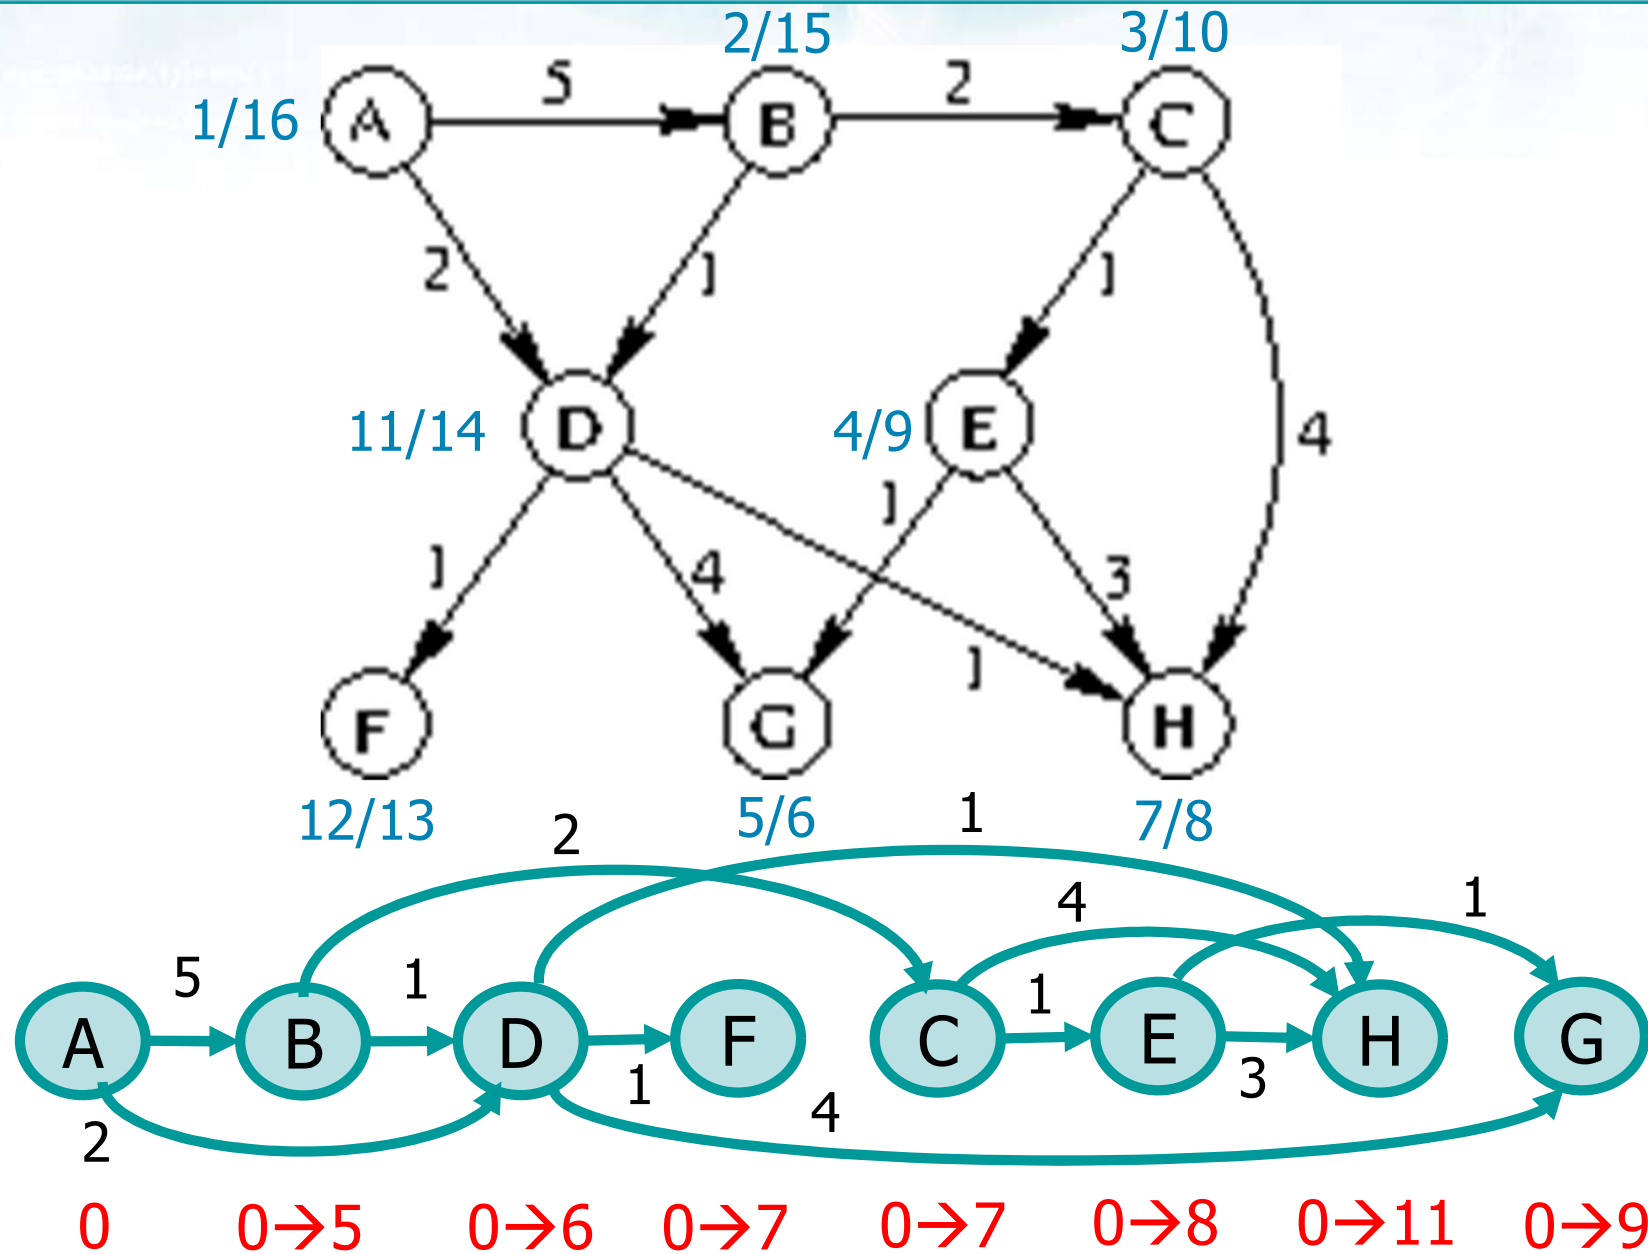 2/15 3/10
5 2
1/16 A B C
2 1 1
11/14 D 4/9 E 4
1
1 4 3
1
F G H
12/13 5/6 7/8
2 1
4 1
5 1 1
A B D F C E H G
1 3
2 4
0 0→5 0→6 0→7 0→7 0→8 0→11 0→9